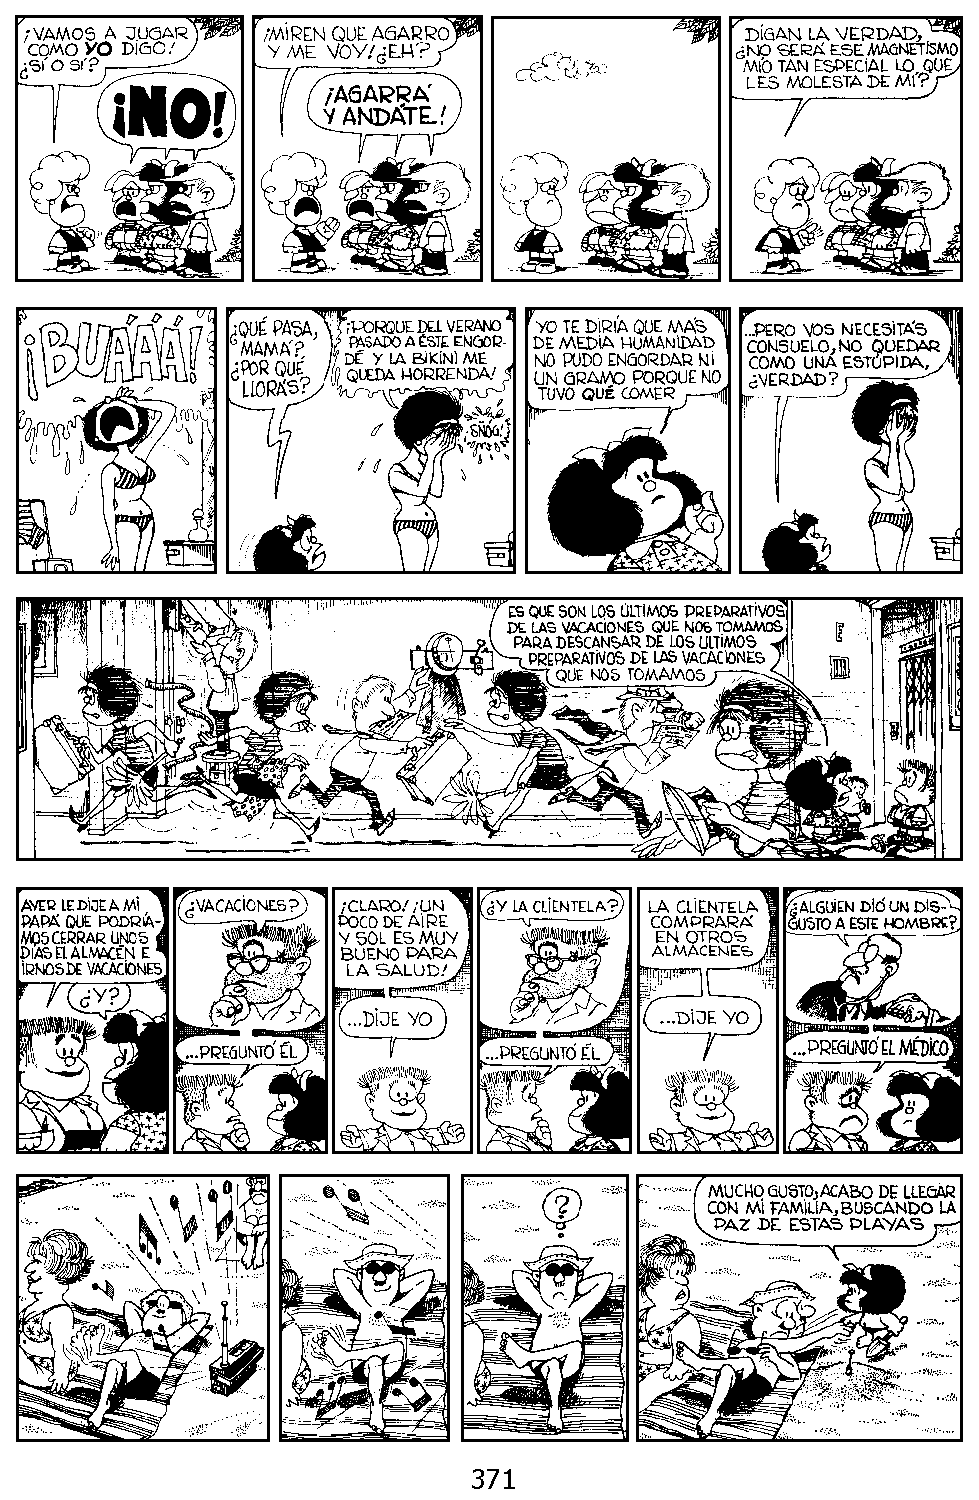 ¡VAMOS A JUGAR
COMO YO DIGO!
¿SÍ O SÍ?
¡NO!
¡MIREN QUE AGARRO
Y ME VOY! ¿EH?
¡AGARRÁ
Y ANDÁTE!
DIGAN LA VERDAD,
¿NO SERÁ ESE MAGNETISMO
MÍO TAN ESPECIAL LO QUE
LES MOLESTA DE MÍ?
¡BUÁÁÁ!
¿QUÉ PASA,
MAMÁ?
¿POR QUÉ
LLORÁS?
¡PORQUE DEL VERANO
PASADO A ÉSTE ENGOR-
DÉ Y LA BIKINI ME
QUEDA HORRENDA!
¡SNOG!
YO TE DIRÍA QUE MÁS
DE MEDIA HUMANIDAD
NO PUDO ENGORDAR NI
UN GRAMO PORQUE NO
TUVO QUÉ COMER
...PERO VOS NECESITÁS
CONSUELO, NO QUEDAR
COMO UNA ESTÚPIDA,
¿VERDAD?
ES QUE SON LOS ÚLTIMOS PREPARATIVOS
DE LAS VACACIONES QUE NOS TOMAMOS
PARA DESCANSAR DE LOS ÚLTIMOS
PREPARATIVOS DE LAS VACACIONES
QUE NOS TOMAMOS
AYER LE DIJE A MI
PAPÁ QUE PODRÍA-
MOS CERRAR UNOS
DÍAS EL ALMACÉN E
IRNOS DE VACACIONES
¿Y?
¿VACACIONES?
...PREGUNTÓ ÉL
¡CLARO! ¡UN
POCO DE AIRE
Y SOL ES MUY
BUENO PARA
LA SALUD!
...DIJE YO
¿Y LA CLIENTELA?
...PREGUNTÓ ÉL
LA CLIENTELA
COMPRARÁ
EN OTROS
ALMACENES
...DIJE YO
¿ALGUIEN DIÓ UN DIS-
GUSTO A ESTE HOMBRE?
...PREGUNTÓ EL MÉDICO
?
MUCHO GUSTO, ACABO DE LLEGAR
CON MI FAMILIA, BUSCANDO LA
PAZ DE ESTAS PLAYAS
371